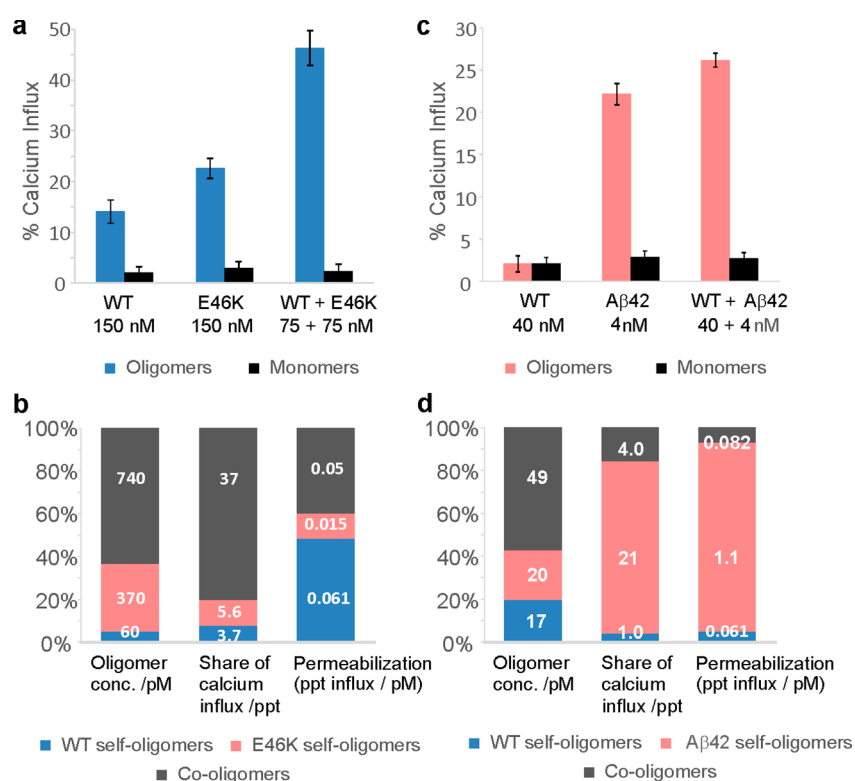 a
% Calcium Influx
50
40
30
20
10
0
WT E46K WT + E46K
150 nM 150 nM 75 + 75 nM
Oligomers Monomers
c
% Calcium Influx
30
25
20
15
10
5
0
WT Aβ42 WT + Aβ42
40 nM 4nM 40 + 4 nM
Oligomers Monomers
b
100%
80%
60%
40%
20%
0%
740 37 0.05
370 5.6 0.015
60 3.7 0.061
Oligomer Share of Permeabilization
conc. /pM calcium (ppt influx / pM)
influx /ppt
WT self-oligomers E46K self-oligomers
Co-oligomers
d
100%
80%
60%
40%
20%
0%
49 4.0 0.082
20 21 1.1
17 1.0 0.061
Oligomer Share of Permeabilization
conc. /pM calcium (ppt influx / pM)
influx /ppt
WT self-oligomers Aβ42 self-oligomers
Co-oligomers